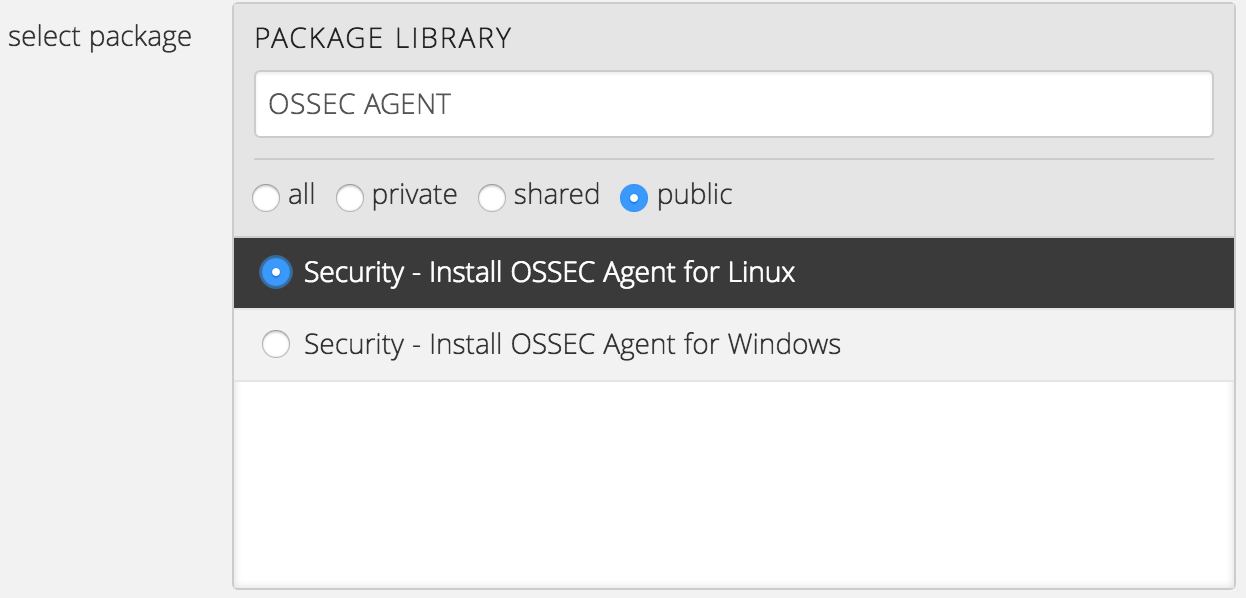 select package
PACKAGE LIBRARY
OSSEC AGENT
all private shared public
Security - Install OSSEC Agent for Linux
Security - Install OSSEC Agent for Windows